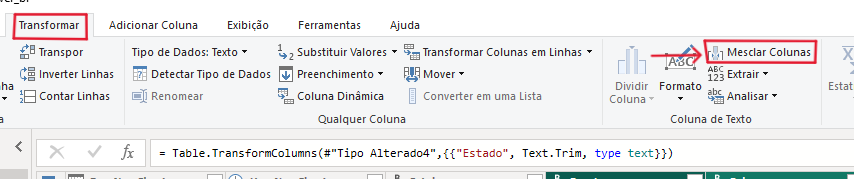 Transformar Adicionar Coluna Exibição Ferramentas Ajuda
Transpor Tipo de Dados: Texto Substituir Valores Transformar Colunas em Linhas Mesclar Colunas
Inverter Linhas Detectar Tipo de Dados Preenchimento Mover Dividir Coluna Formato Extrair
Contar Linhas Renomear Coluna Dinâmica Converter em uma Lista Analisar
Qualquer Coluna Coluna de Texto
= Table.TransformColumns(#"Tipo Alterado4",{{"Estado", Text.Trim, type text}})